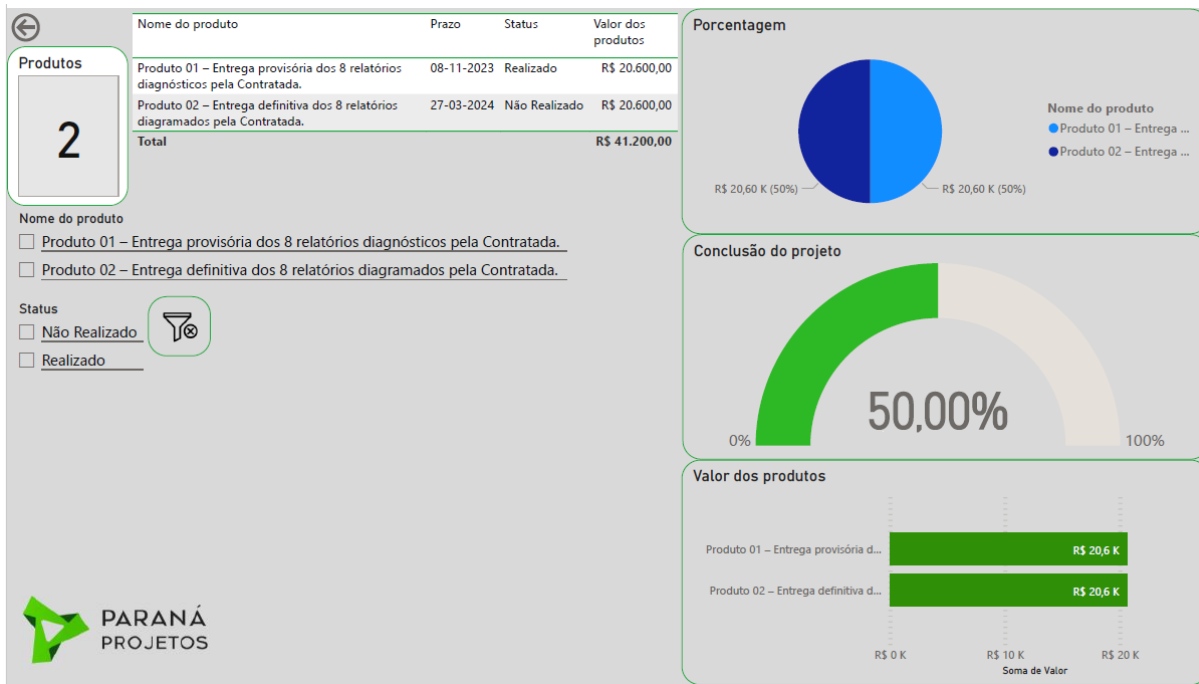 Produtos
2
Nome do produto Prazo Status Valor dos
produtos
Produto 01 – Entrega provisória dos 8 relatórios 08-11-2023 Realizado R$ 20.600,00
diagnósticos pela Contratada.
Produto 02 – Entrega definitiva dos 8 relatórios 27-03-2024 Não Realizado R$ 20.600,00
diagramados pela Contratada.
Total R$ 41.200,00
Nome do produto
Produto 01 – Entrega provisória dos 8 relatórios diagnósticos pela Contratada.
Produto 02 – Entrega definitiva dos 8 relatórios diagramados pela Contratada.
Status
Não Realizado
Realizado
PARANÁ
PROJETOS
Porcentagem
R$ 20,60 K (50%)
R$ 20,60 K (50%)
Nome do produto
Produto 01 – Entrega ...
Produto 02 – Entrega ...
Conclusão do projeto
50,00%
0%
100%
Valor dos produtos
Produto 01 – Entrega provisória d... R$ 20,6 K
Produto 02 – Entrega definitiva d... R$ 20,6 K
R$ 0 K R$ 10 K R$ 20 K
Soma de Valor